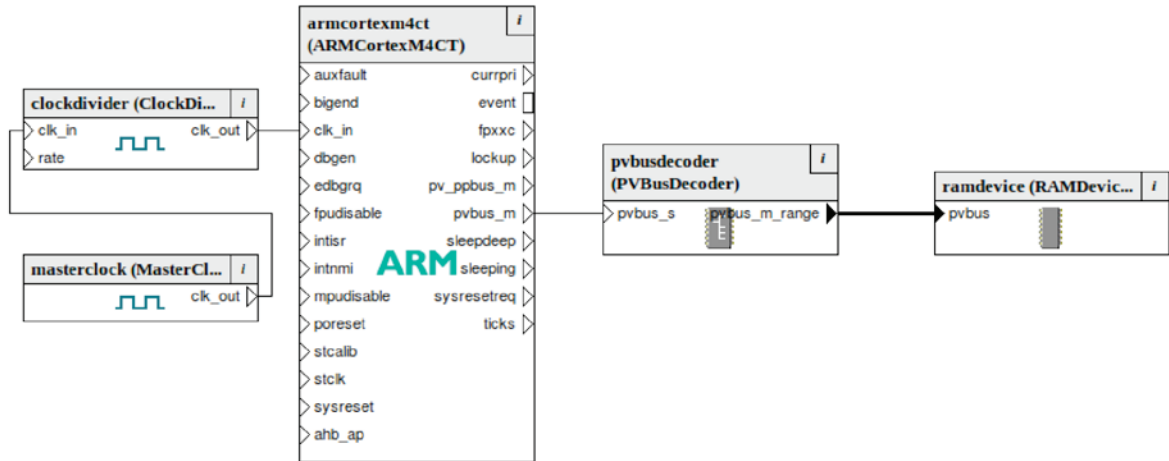 clockdivider (ClockDi... i
clk_in clk_out
rate
masterclock (MasterCl... i
clk_out
armcortexm4ct i
(ARMCortexM4CT)
auxfault currpri
bigend event
clk_in fpxxc
dbgen lockup
edbgrq pv_ppbus_m
fpudisable pvbus_m
intisr sleepdeep
intnmi sleeping
mpudisable sysresetreq
poreset ticks
stcalib
stclk
sysreset
ahb_ap
ARM
pvbusdecoder i
(PVBusDecoder)
pvbus_s pvbus_m_range
ramdevice (RAMDevic... i
pvbus